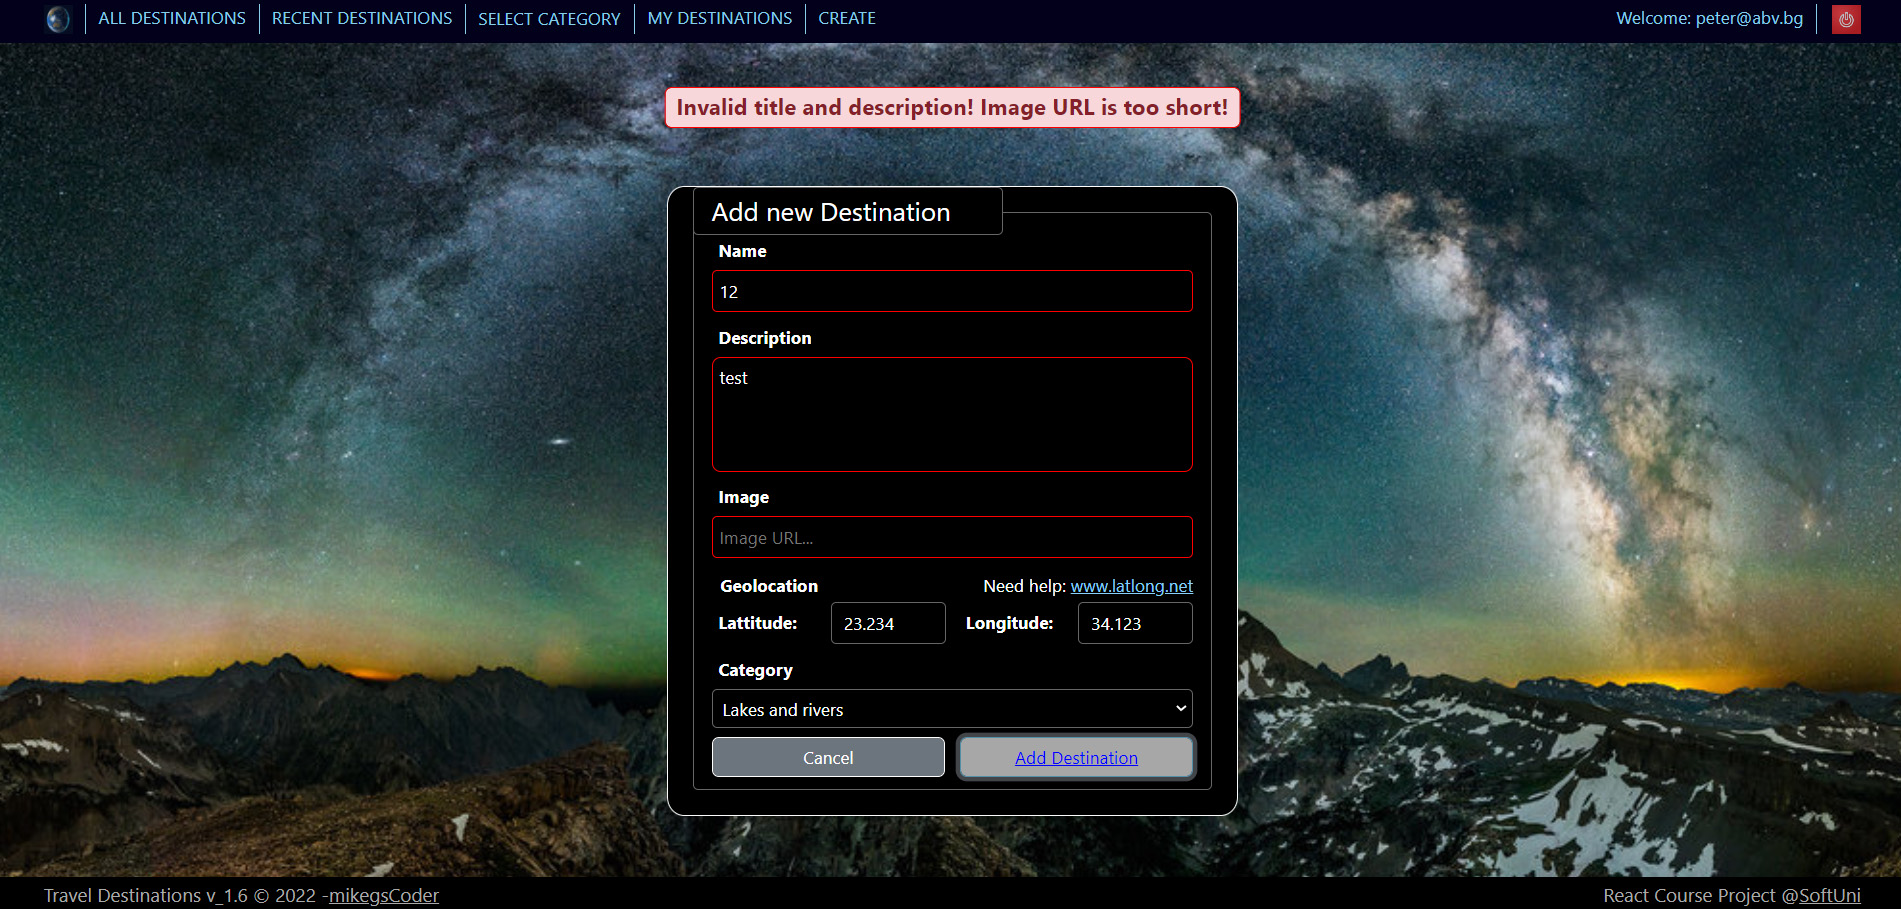 ALL DESTINATIONS RECENT DESTINATIONS SELECT CATEGORY MY DESTINATIONS CREATE Welcome: peter@abv.bg
Invalid title and description! Image URL is too short!
Add new Destination
Name
12
Description
test
Image
Image URL...
Geolocation Need help: www.latlong.net
Lattitude: 23.234 Longitude: 34.123
Category
Lakes and rivers
Cancel Add Destination
Travel Destinations v_1.6 © 2022 -mikegsCoder React Course Project @SoftUni